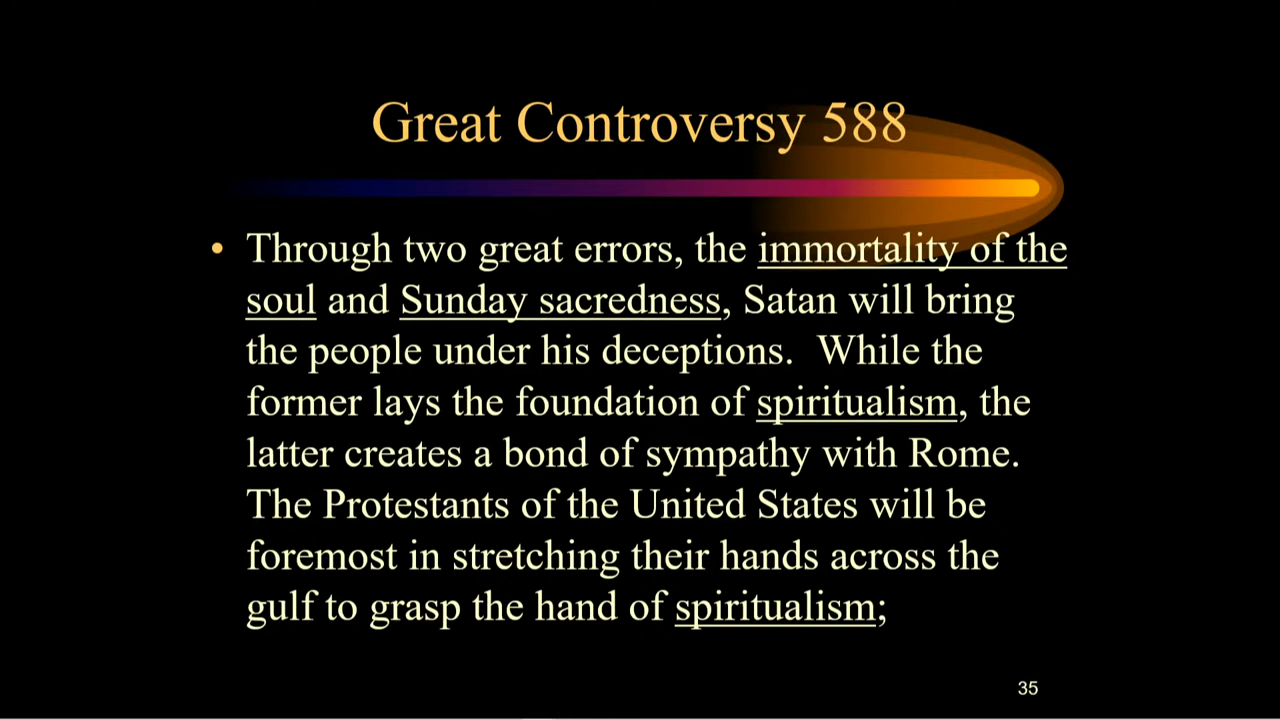 Great Controversy 588
• Through two great errors, the immortality of the
soul and Sunday sacredness, Satan will bring
the people under his deceptions.  While the
former lays the foundation of spiritualism, the
latter creates a bond of sympathy with Rome.
The Protestants of the United States will be
foremost in stretching their hands across the
gulf to grasp the hand of spiritualism;
35